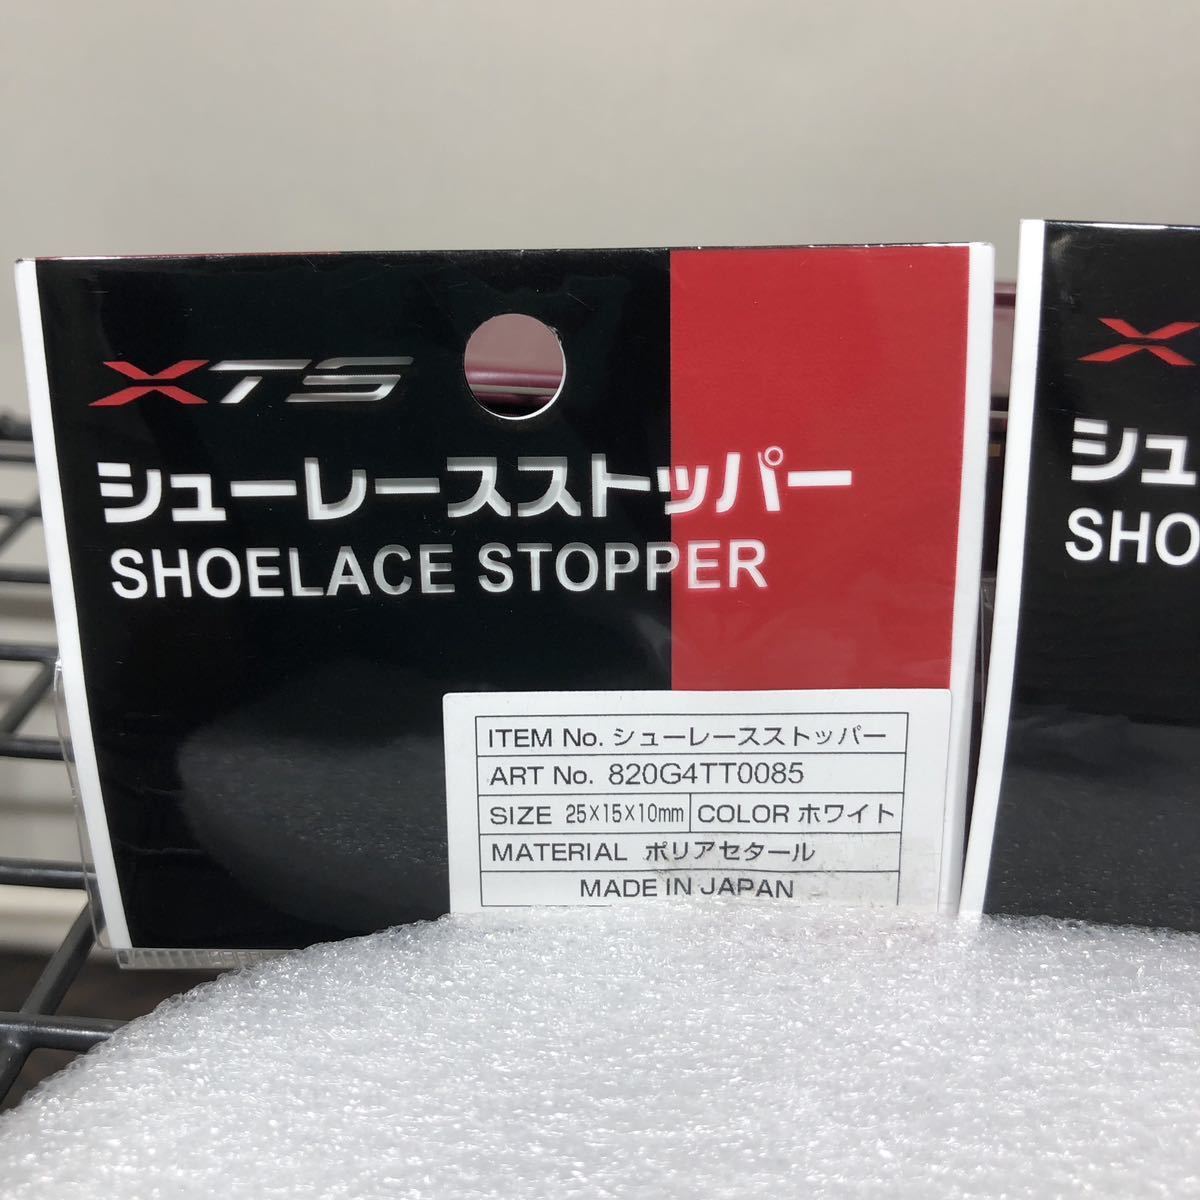 XTS
シューレースストッパー
SHOELACE STOPPER
ITEM No. シューレースストッパー
ART No. 820G4TT0085
SIZE 25×15×10mm COLOR ホワイト
MATERIAL ポリアセタール
MADE IN JAPAN
X
シュ
SHO